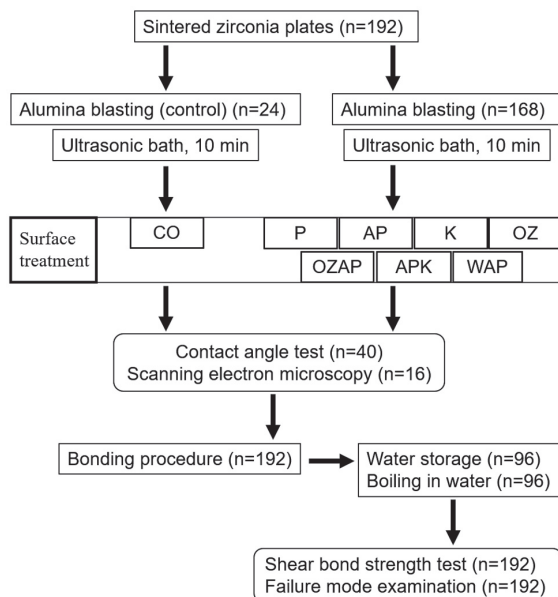 Sintered zirconia plates (n=192)
Alumina blasting (control) (n=24)
Alumina blasting (n=168)
Ultrasonic bath, 10 min
Ultrasonic bath, 10 min
Surface
treatment
CO
P
AP
K
OZ
OZAP
APK
WAP
Contact angle test (n=40)
Scanning electron microscopy (n=16)
Bonding procedure (n=192)
Water storage (n=96)
Boiling in water (n=96)
Shear bond strength test (n=192)
Failure mode examination (n=192)